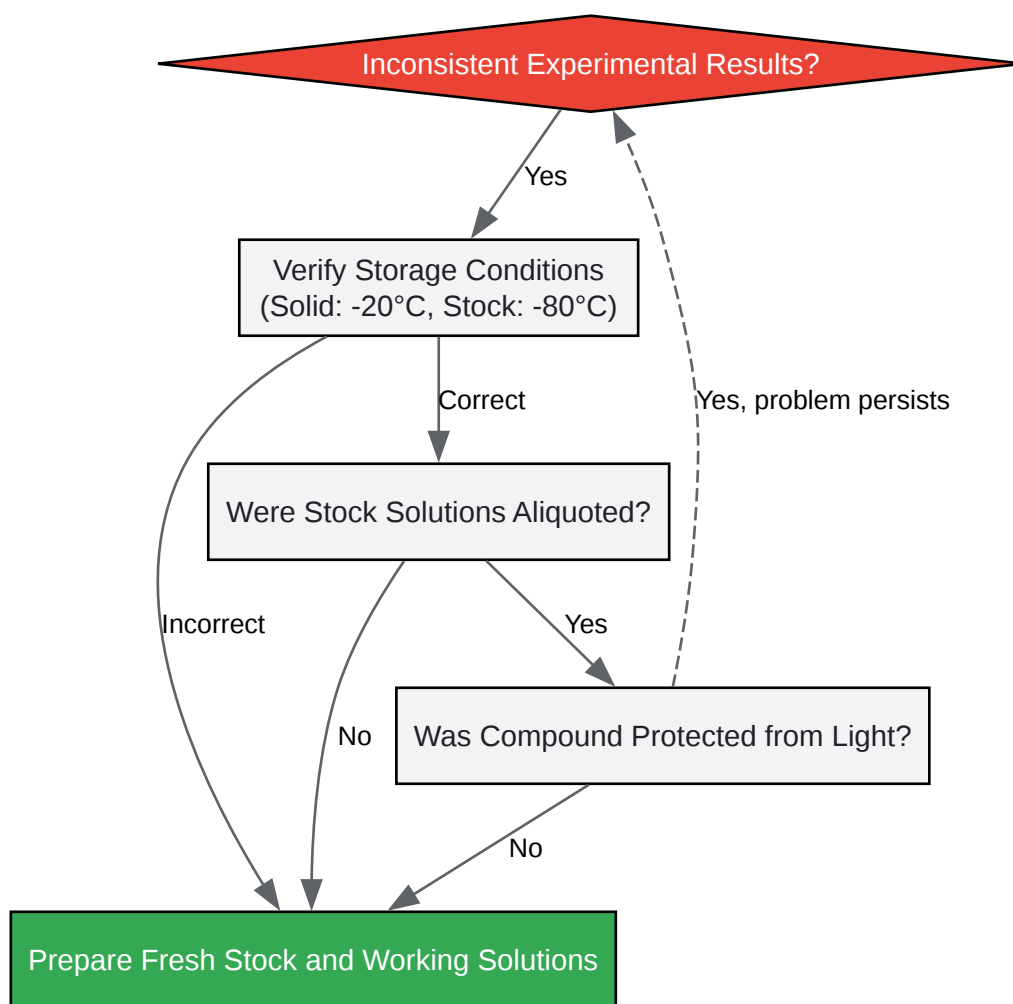 Inconsistent Experimental Results?
Yes
Verify Storage Conditions
(Solid: -20°C, Stock: -80°C)
Correct
Yes, problem persists
Were Stock Solutions Aliquoted?
Incorrect
Yes
No
Was Compound Protected from Light?
No
Prepare Fresh Stock and Working Solutions